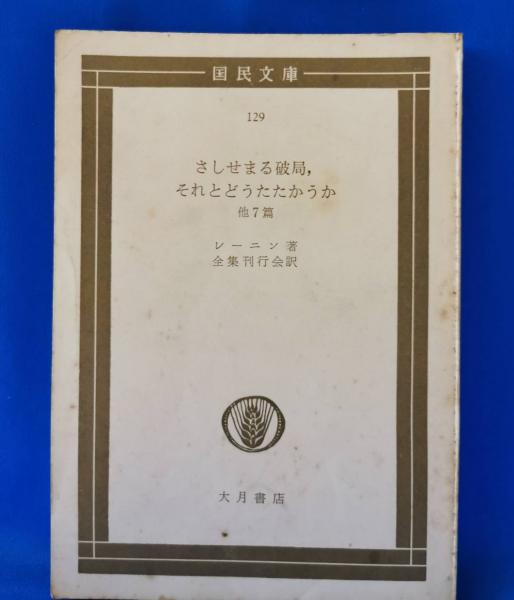 国民文庫
129
さしせまる破局,
それとどうたたかうか
他7篇
レーニン著
全集刊行会訳
大月書店